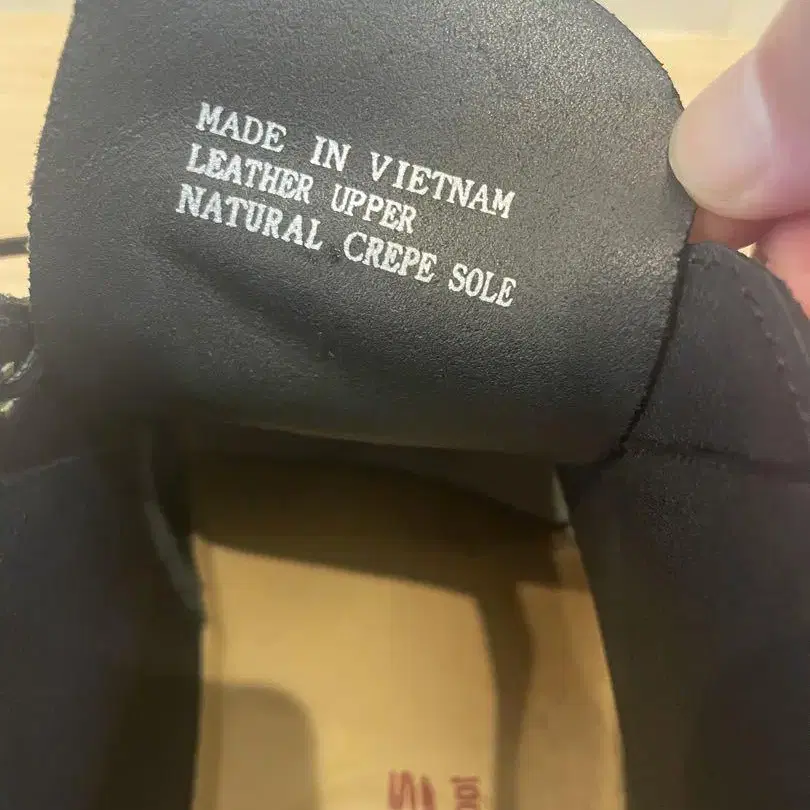 MADE IN VIETNAM
LEATHER UPPER
NATURAL CREPE SOLE